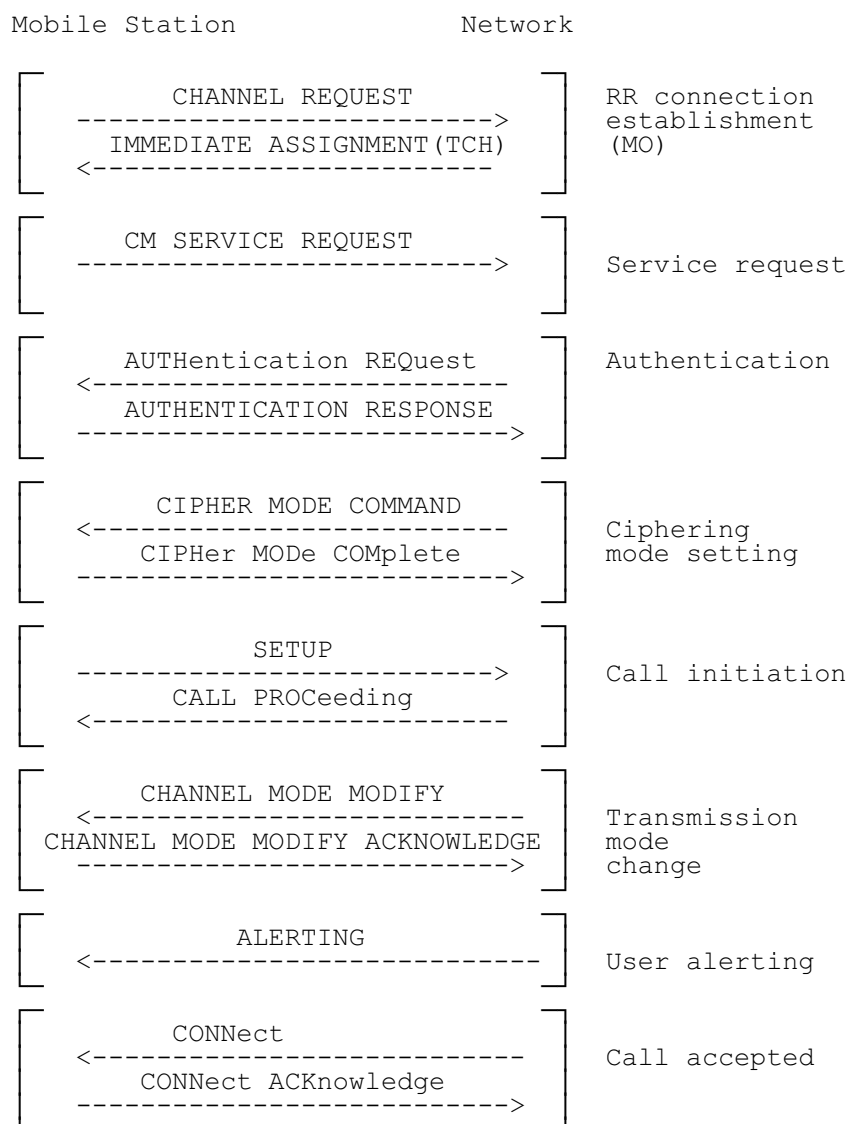 Mobile Station Network
CHANNEL REQUEST RR connection
-------------------------> establishment
IMMEDIATE ASSIGNMENT(TCH) (MO)
<-------------------------
CM SERVICE REQUEST
--------------------------> Service request
AUTHentication REQuest Authentication
<--------------------------
AUTHENTICATION RESPONSE
--------------------------->
CIPHER MODE COMMAND
<-------------------------- Ciphering
CIPHer MODe COMplete mode setting
--------------------------->
SETUP
--------------------------> Call initiation
CALL PROCeeding
<--------------------------
CHANNEL MODE MODIFY
<--------------------------- Transmission
CHANNEL MODE MODIFY ACKNOWLEDGE mode
---------------------------> change
ALERTING
<---------------------------- User alerting
CONNect
<--------------------------- Call accepted
CONNect ACKnowledge
--------------------------->